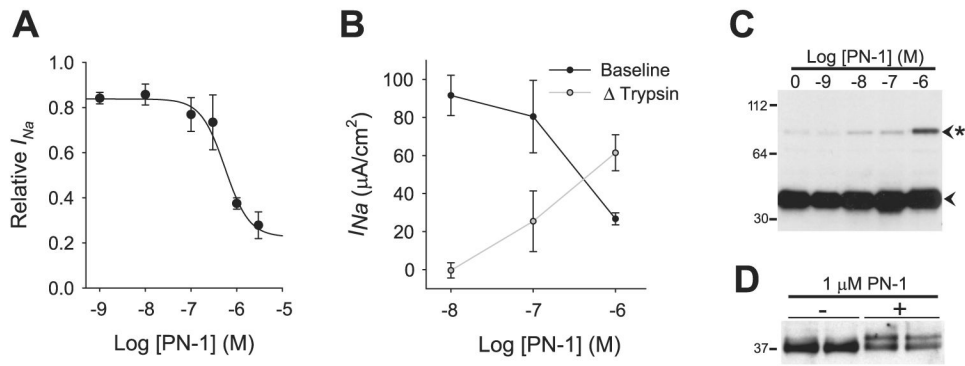 A
Relative I_Na
1.0
0.8
0.6
0.4
0.2
0.0
-9 -8 -7 -6 -5
Log [PN-1] (M)
B
I_Na (μA/cm²)
100
80
60
40
20
0
Baseline
Δ Trypsin
-8 -7 -6
Log [PN-1] (M)
C
Log [PN-1] (M)
0 -9 -8 -7 -6
112
64
30
*
D
1 μM PN-1
- +
37